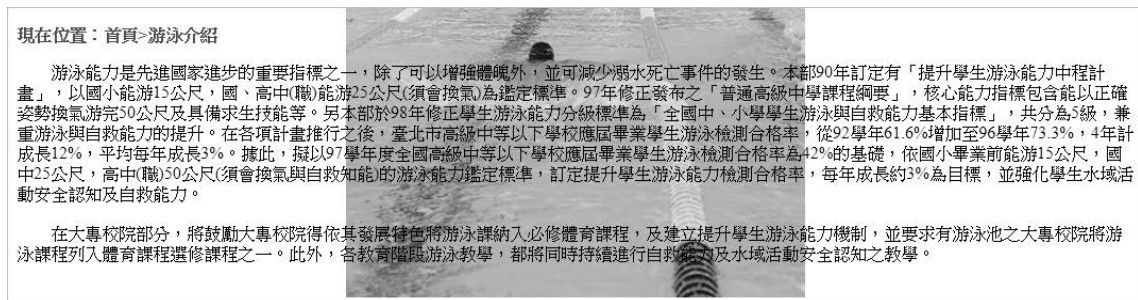 現在位置：首頁>游泳介紹
游泳能力是先進國家進步的重要指標之一，除了可以增強體魄外，並可減少溺水死亡事件的發生。本部90年訂定有「提升學生游泳能力中程計
畫」，以國小能游15公尺，國、高中(職)能游25公尺(須會換氣)為鑑定標準。97年修正發布之「普通高級中學課程綱要」，核心能力指標包含能以正確
姿勢換氣游完50公尺及具備求生技能等。另本部於98年修正學生游泳能力分級標準為「全國中、小學學生游泳與自救能力基本指標」，共分為5級，兼
重游泳與自救能力的提升。在各項計畫推行之後，臺北市高級中等以下學校應屆畢業學生游泳檢測合格率，從92學年61.6%增加至96學年73.3%，4年計
成長12%，平均每年成長3%。據此，擬以97學年度全國高級中等以下學校應屆畢業學生游泳檢測合格率為42%的基礎，依國小畢業前能游15公尺，國
中25公尺，高中(職)50公尺(須會換氣與自救知能)的游泳能力鑑定標準，訂定提升學生游泳能力檢測合格率，每年成長約3%為目標，並強化學生水域活
動安全認知及自救能力。
在大專校院部分，將鼓勵大專校院得依其發展特色將游泳課納入必修體育課程，及建立提升學生游泳能力機制，並要求有游泳池之大專校院將游
泳課程列入體育課程選修課程之一。此外，各教育階段游泳教學，都將同時持續進行自救能力及水域活動安全認知之教學。